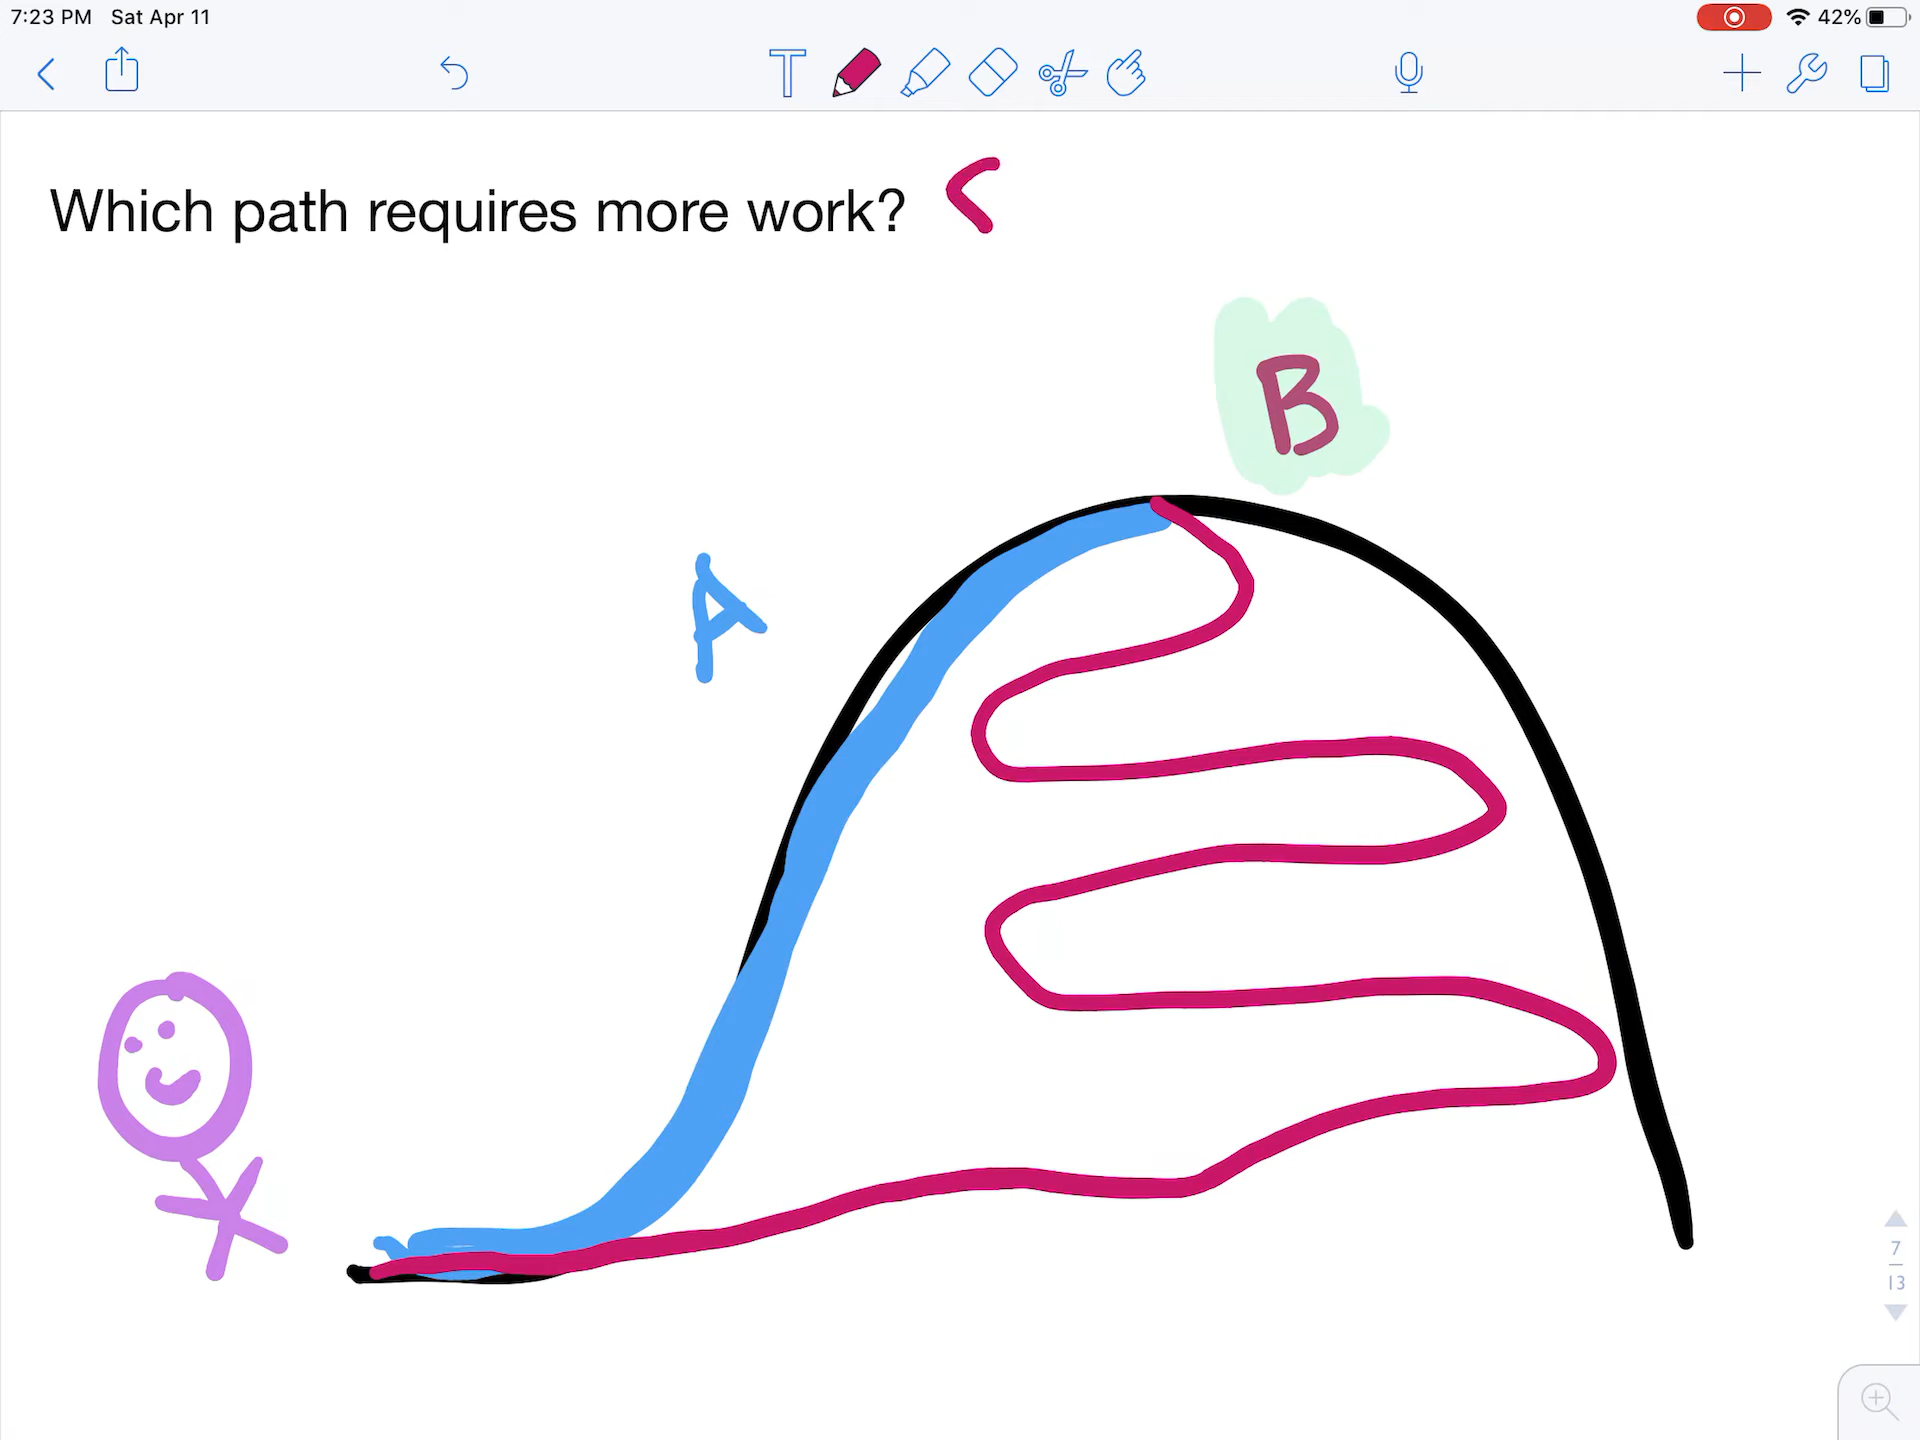 7:23 PM Sat Apr 11
42%
T
Which path requires more work?
B
A
7
13